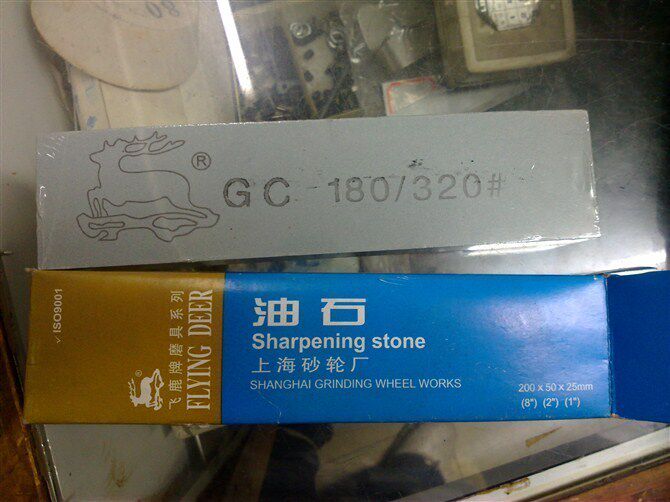 80
®
GC 180/320#
√ISO9001
飞鹿牌磨具系列
FLYING DEER
油石
Sharpening stone
上海砂轮厂
SHANGHAI GRINDING WHEEL WORKS
200 x 50 x 25mm
(8") (2") (1")